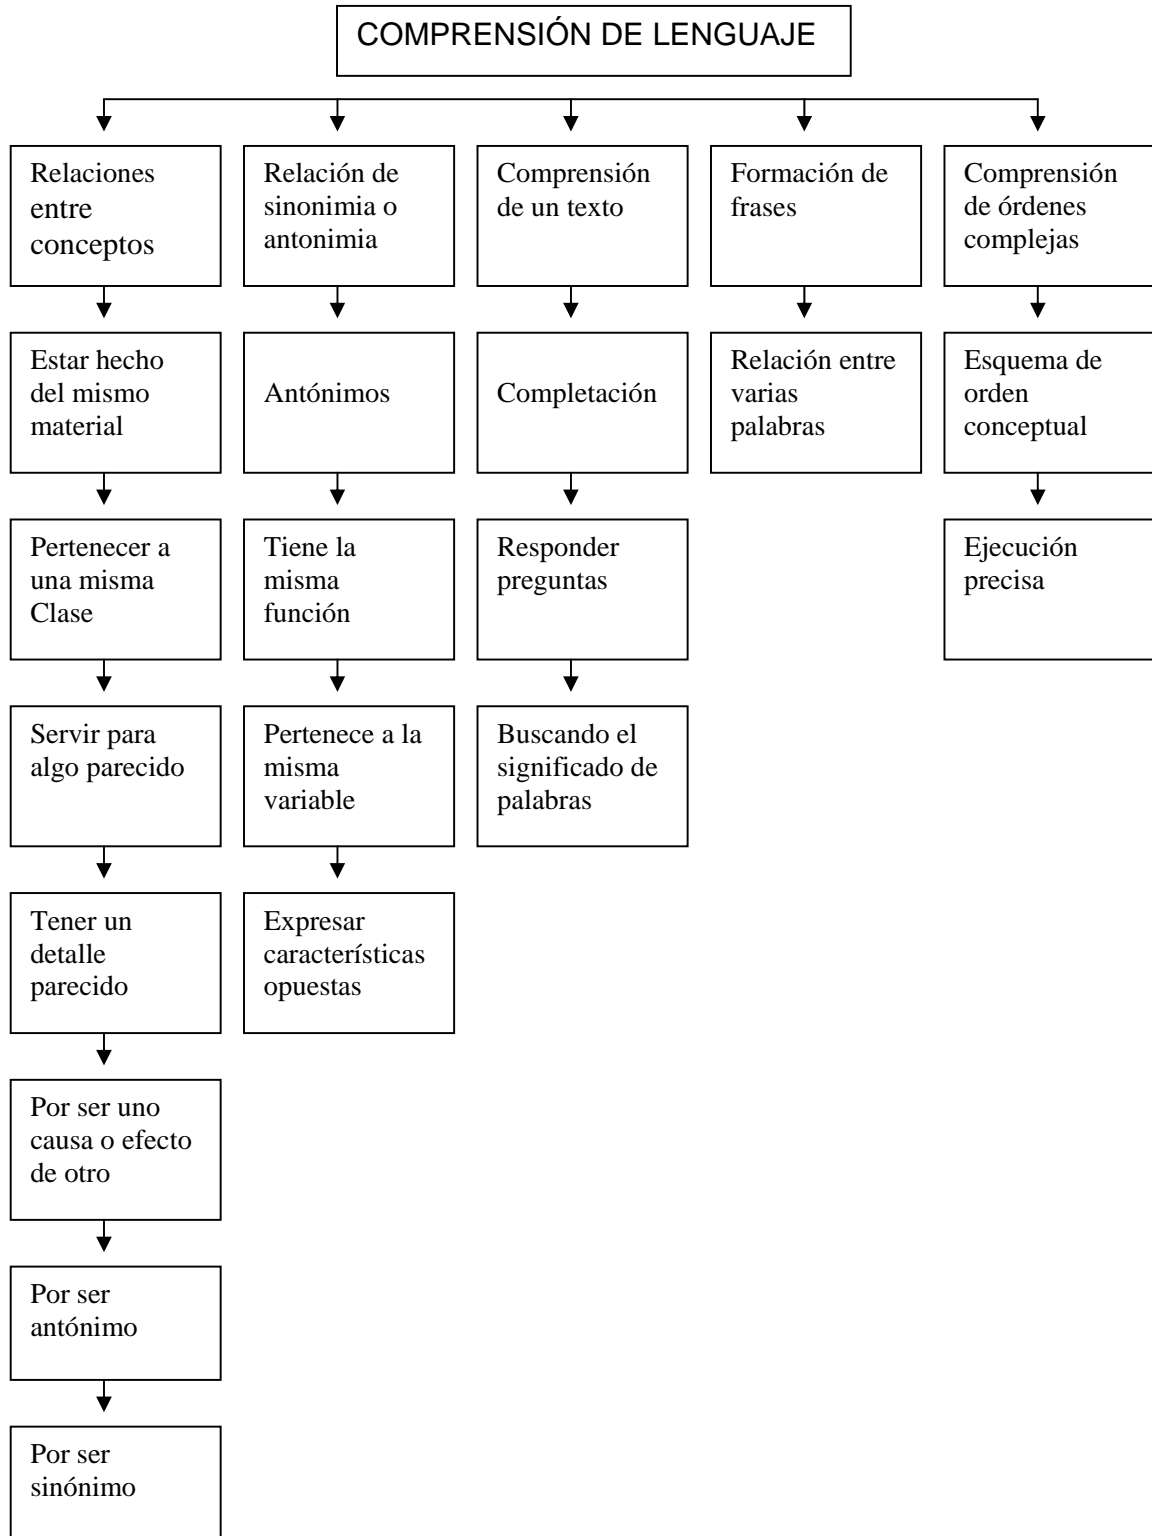 COMPRENSIÓN DE LENGUAJE
Relaciones
entre
conceptos
Relación de
sinonimia o
antonimia
Comprensión
de un texto
Formación de
frases
Comprensión
de órdenes
complejas
Estar hecho
del mismo
material
Antónimos
Completación
Relación entre
varias
palabras
Esquema de
orden
conceptual
Pertenecer a
una misma
Clase
Tiene la
misma
función
Responder
preguntas
Ejecución
precisa
Servir para
algo parecido
Pertenece a la
misma
variable
Buscando el
significado de
palabras
Tener un
detalle
parecido
Expresar
características
opuestas
Por ser uno
causa o efecto
de otro
Por ser
antónimo
Por ser
sinónimo